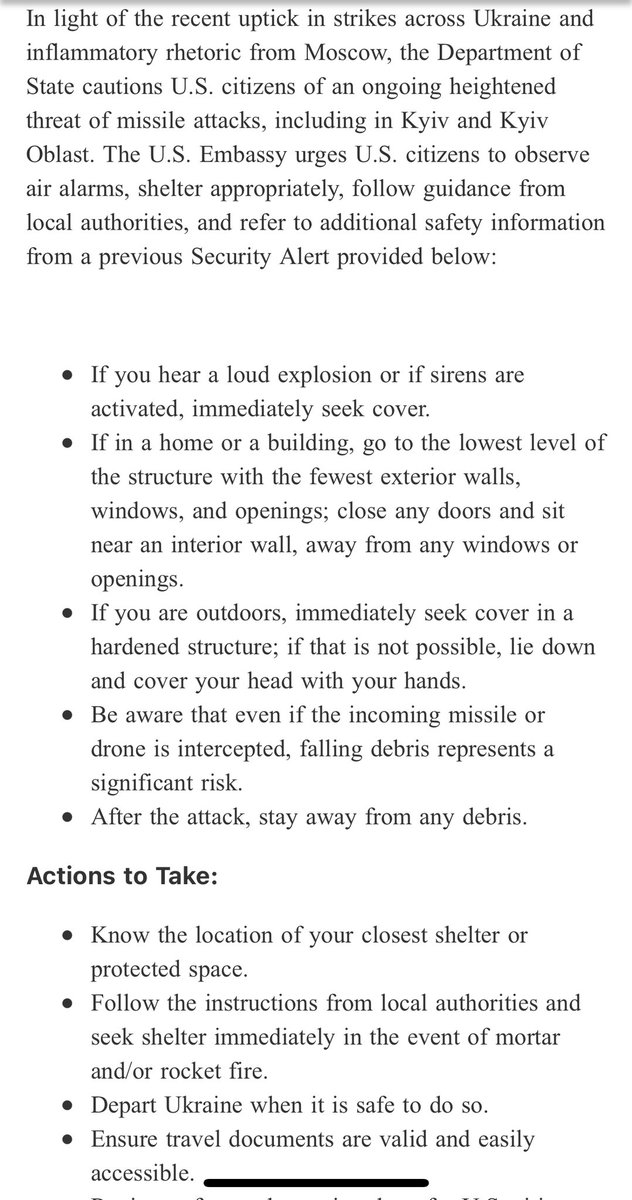 In light of the recent uptick in strikes across Ukraine and
inflammatory rhetoric from Moscow, the Department of
State cautions U.S. citizens of an ongoing heightened
threat of missile attacks, including in Kyiv and Kyiv
Oblast. The U.S. Embassy urges U.S. citizens to observe
air alarms, shelter appropriately, follow guidance from
local authorities, and refer to additional safety information
from a previous Security Alert provided below:
• If you hear a loud explosion or if sirens are
activated, immediately seek cover.
• If in a home or a building, go to the lowest level of
the structure with the fewest exterior walls,
windows, and openings; close any doors and sit
near an interior wall, away from any windows or
openings.
• If you are outdoors, immediately seek cover in a
hardened structure; if that is not possible, lie down
and cover your head with your hands.
• Be aware that even if the incoming missile or
drone is intercepted, falling debris represents a
significant risk.
• After the attack, stay away from any debris.
Actions to Take:
• Know the location of your closest shelter or
protected space.
• Follow the instructions from local authorities and
seek shelter immediately in the event of mortar
and/or rocket fire.
• Depart Ukraine when it is safe to do so.
• Ensure travel documents are valid and easily
accessible.